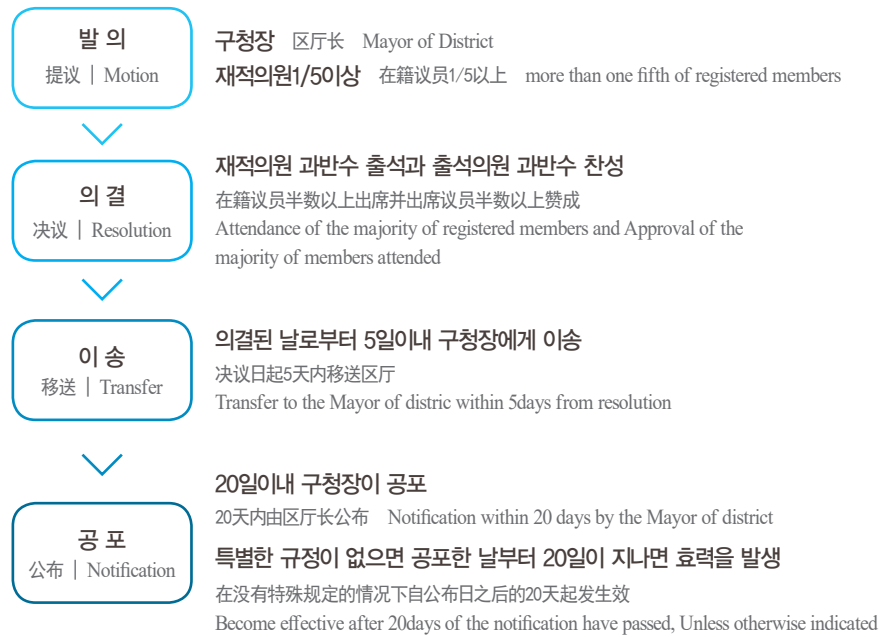 발 의
提议 | Motion
구청장 区厅长 Mayor of District
재적의원1/5이상 在籍议员1/5以上 more than one fifth of registered members
의 결
决议 | Resolution
재적의원 과반수 출석과 출석의원 과반수 찬성
在籍议员半数以上出席并出席议员半数以上赞成
Attendance of the majority of registered members and Approval of the
majority of members attended
이 송
移送 | Transfer
의결된 날로부터 5일이내 구청장에게 이송
决议日起5天内移送区厅
Transfer to the Mayor of distric within 5days from resolution
공 포
公布 | Notification
20일이내 구청장이 공포
20天内由区厅长公布 Notification within 20 days by the Mayor of district
특별한 규정이 없으면 공포한 날부터 20일이 지나면 효력을 발생
在没有特殊规定的情况下自公布日之后的20天起发生效
Become effective after 20days of the notification have passed, Unless otherwise indicated